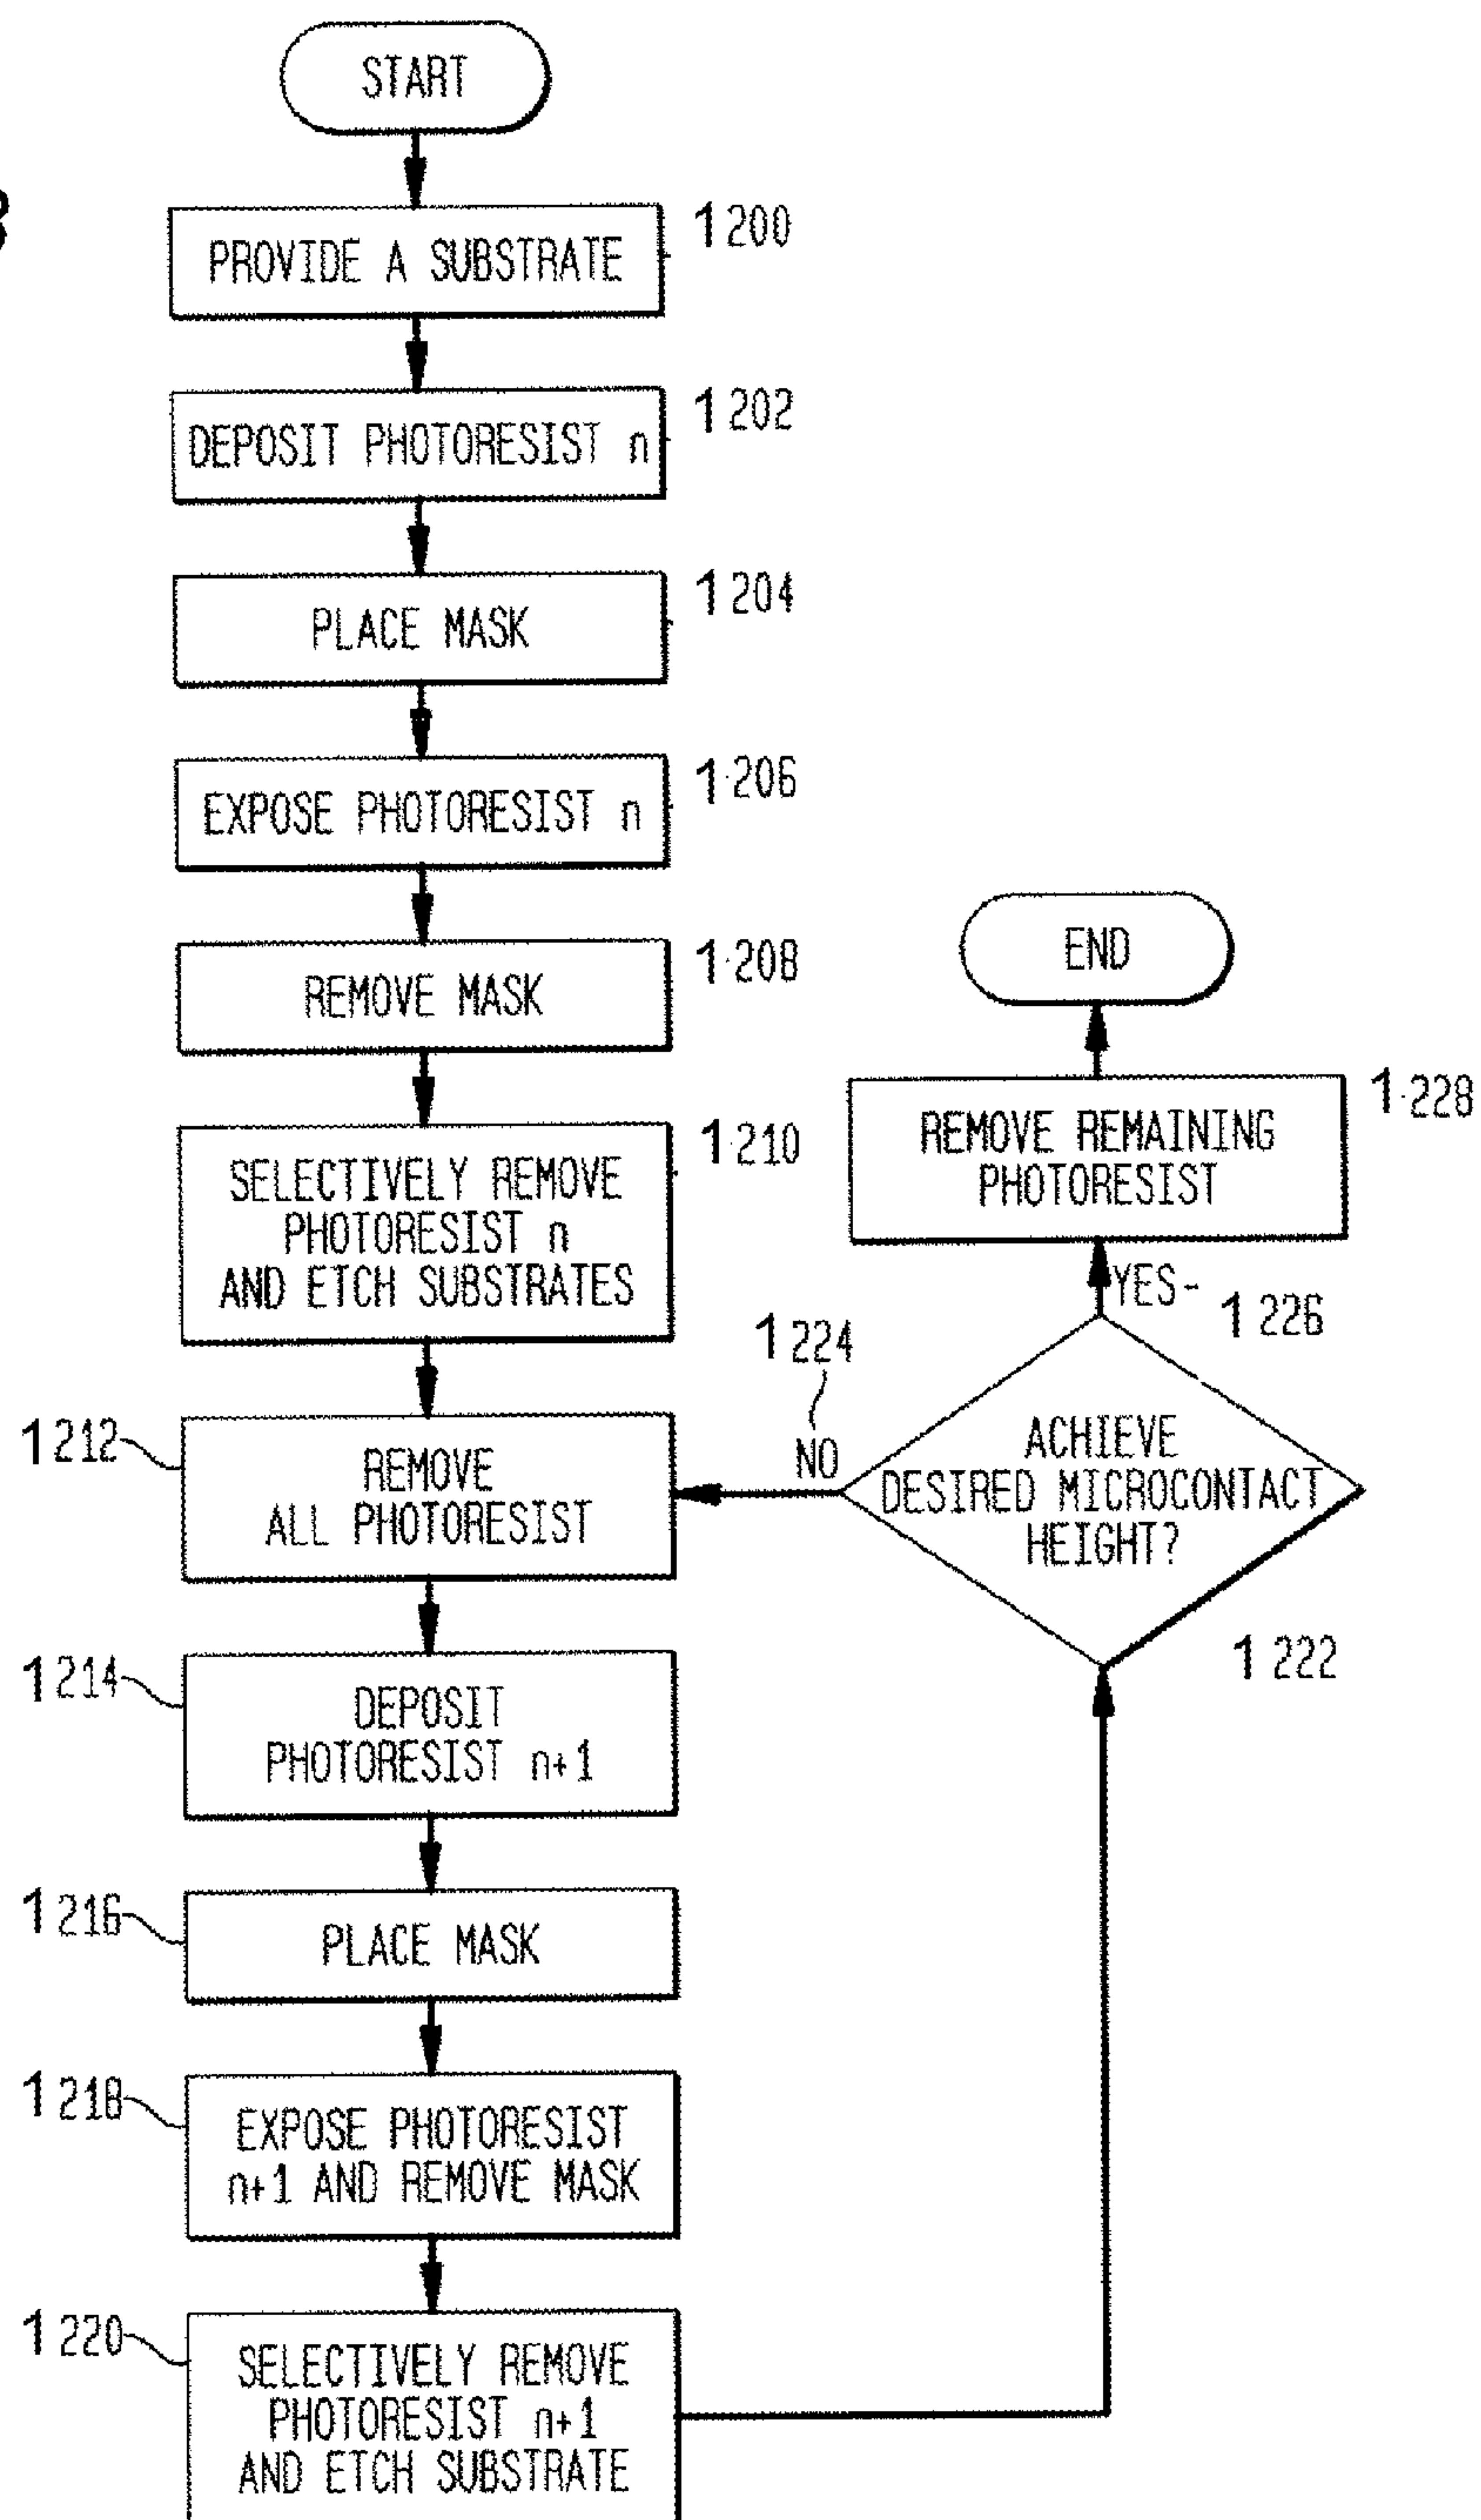 START
PROVIDE A SUBSTRATE
1200
DEPOSIT PHOTORESIST n
1202
PLACE MASK
1204
EXPOSE PHOTORESIST n
1206
REMOVE MASK
1208
SELECTIVELY REMOVE
PHOTORESIST n
AND ETCH SUBSTRATES
1210
REMOVE
ALL PHOTORESIST
1212
DEPOSIT
PHOTORESIST n+1
1214
PLACE MASK
1216
EXPOSE PHOTORESIST
n+1 AND REMOVE MASK
1218
SELECTIVELY REMOVE
PHOTORESIST n+1
AND ETCH SUBSTRATE
1220
ACHIEVE
DESIRED MICROCONTACT
HEIGHT?
1222
NO
1224
YES-
1226
REMOVE REMAINING
PHOTORESIST
1228
END